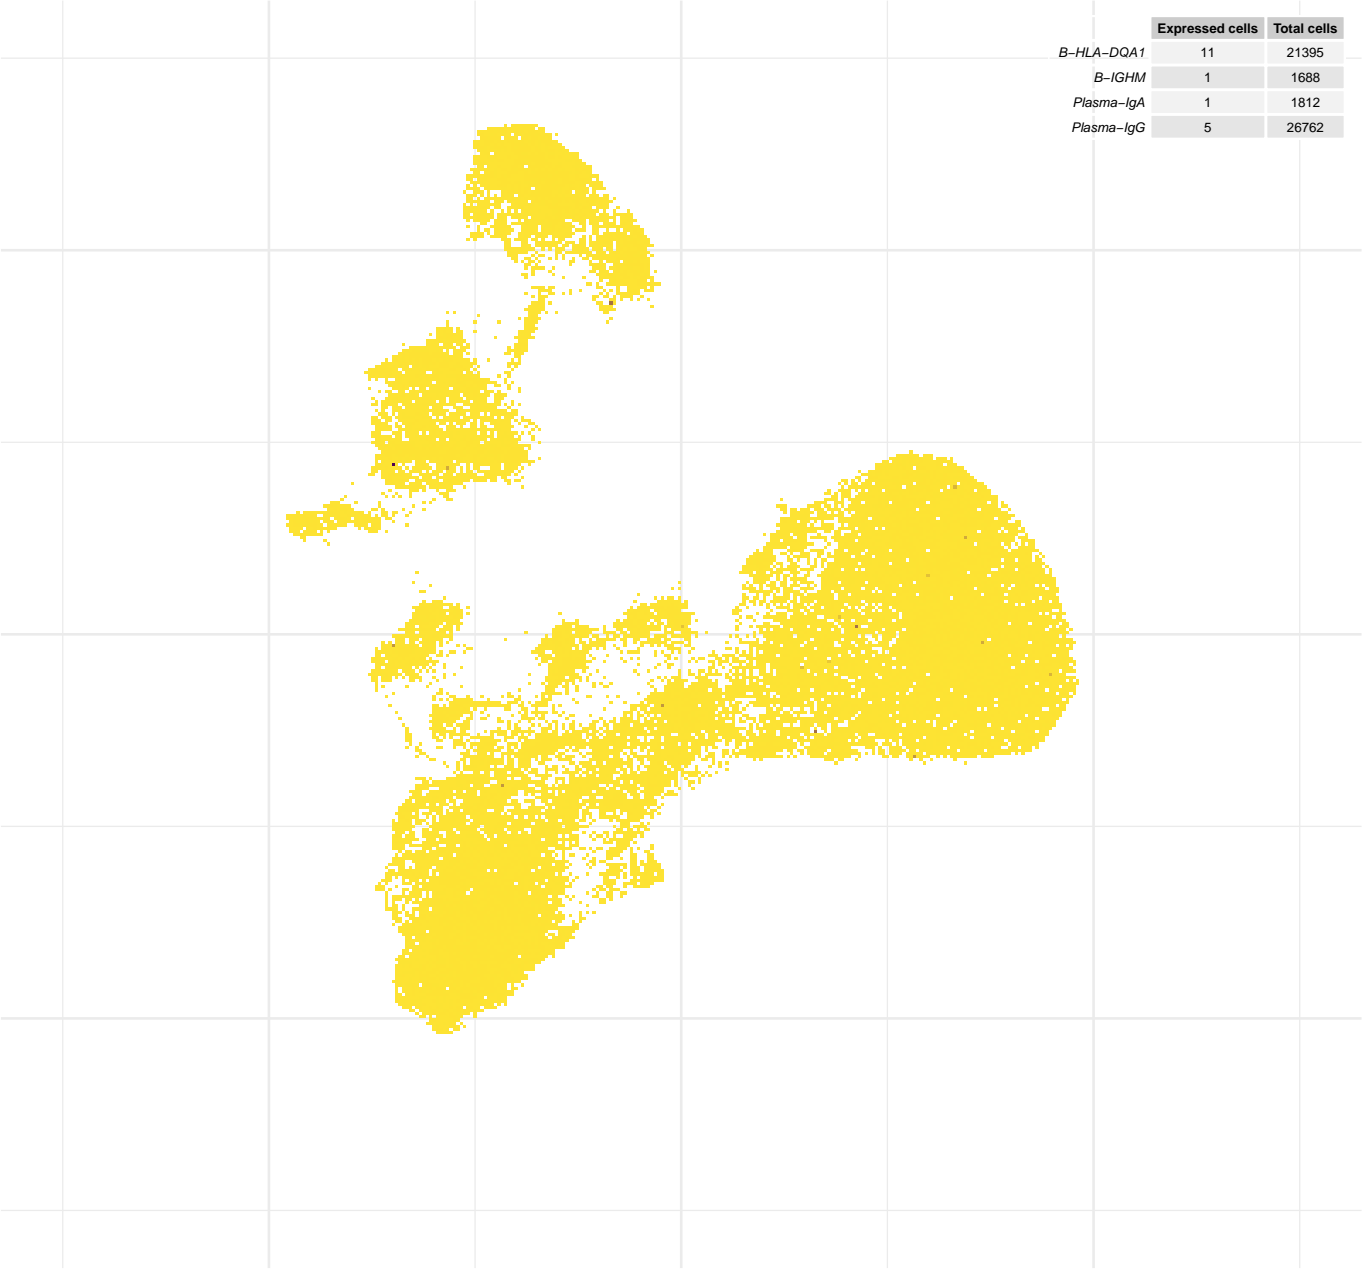 Expressed cells Total cells
B−HLA−DQA1 11 21395
B−IGHM 1 1688
Plasma−IgA 1 1812
Plasma−IgG 5 26762